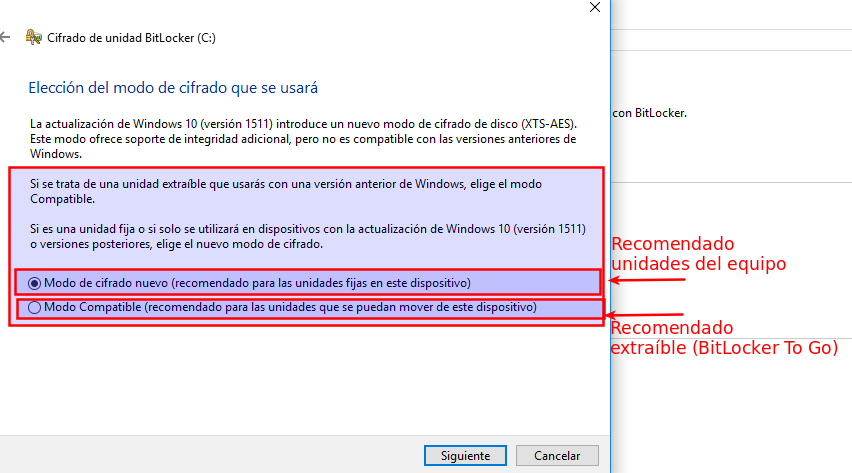 Cifrado de unidad BitLocker (C:)
Elección del modo de cifrado que se usará
La actualización de Windows 10 (versión 1511) introduce un nuevo modo de cifrado de disco (XTS-AES).
Este modo ofrece soporte de integridad adicional, pero no es compatible con las versiones anteriores de
Windows.
con BitLocker.
Si se trata de una unidad extraíble que usarás con una versión anterior de Windows, elige el modo
Compatible.
Si es una unidad fija o si solo se utilizará en dispositivos con la actualización de Windows 10 (versión 1511)
o versiones posteriores, elige el nuevo modo de cifrado.
Recomendado
unidades del equipo
Modo de cifrado nuevo (recomendado para las unidades fijas en este dispositivo)
Modo Compatible (recomendado para las unidades que se puedan mover de este dispositivo)
Recomendado
extraíble (BitLocker To Go)
Siguiente
Cancelar